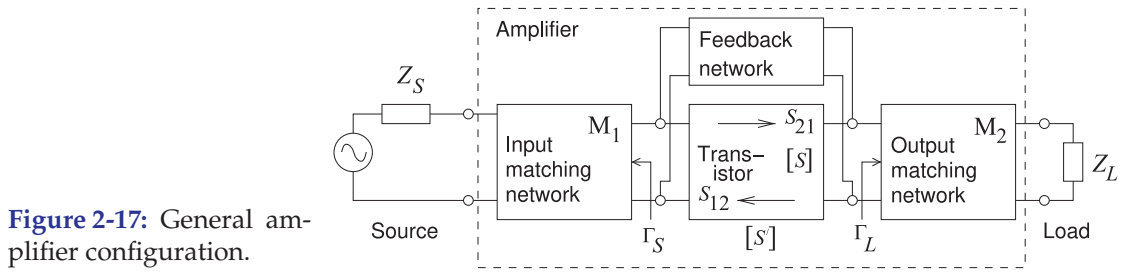 Amplifier
Feedback
network
Z_S
M_1
Input
matching
network
S_21
Trans-
istor
[S]
S_12
[S']
M_2
Output
matching
network
Z_L
Source
Γ_S
Γ_L
Load
Figure 2-17: General am-
plifier configuration.